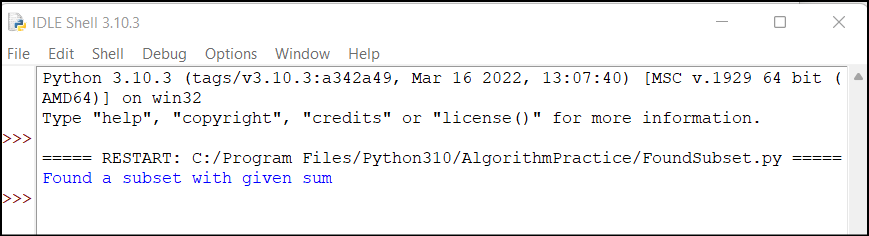 IDLE Shell 3.10.3
File Edit Shell Debug Options Window Help
Python 3.10.3 (tags/v3.10.3:a342a49, Mar 16 2022, 13:07:40) [MSC v.1929 64 bit (
AMD64)] on win32
Type "help", "copyright", "credits" or "license()" for more information.
>>>
===== RESTART: C:/Program Files/Python310/AlgorithmPractice/FoundSubset.py =====
Found a subset with given sum
>>>